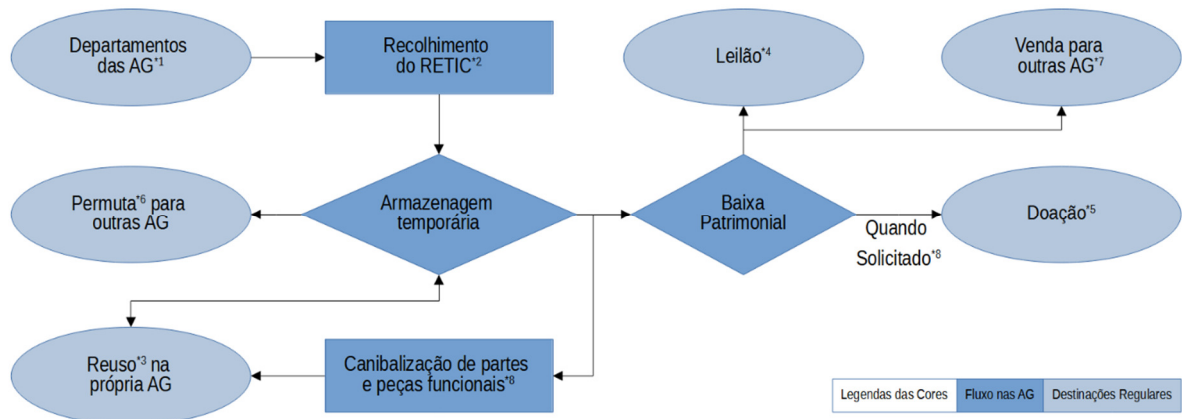 Departamentos
das AG*1
Recolhimento
do RETIC*2
Leilão*4
Venda para
outras AG*7
Permuta*6 para
outras AG
Armazenagem
temporária
Baixa
Patrimonial
Quando
Solicitado*8
Doação*5
Reuso*3 na
própria AG
Canibalização de partes
e peças funcionais*8
Legendas das Cores
Fluxo nas AG
Destinações Regulares